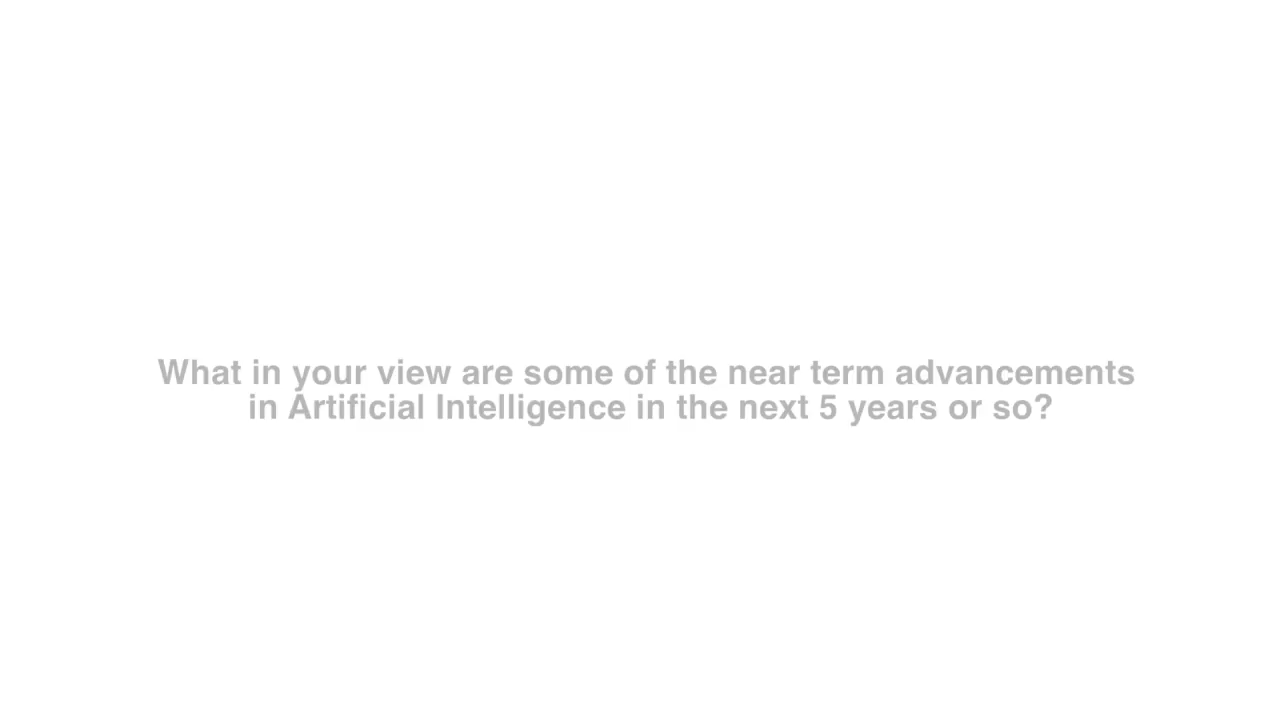 What in your view are some of the near term advancements
in Artificial Intelligence in the next 5 years or so?